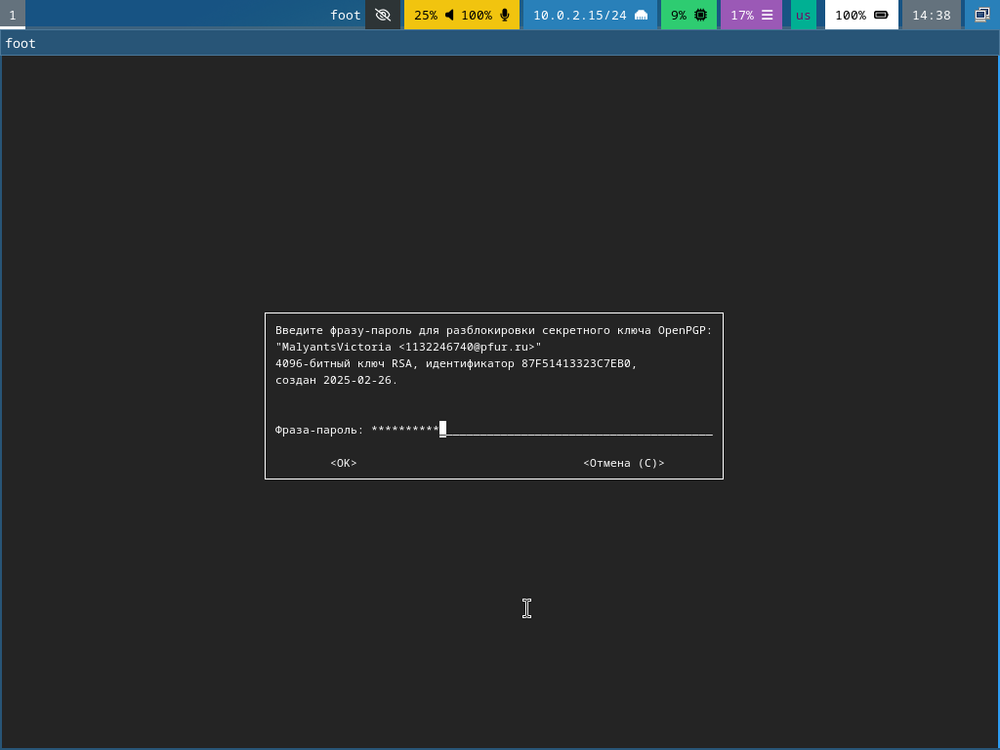 1 foot 25% 100% 10.0.2.15/24 9% 17% us 100% 14:38
foot
Введите фразу-пароль для разблокировки секретного ключа OpenPGP:
"MalyantsVictoria <1132246740@pfur.ru>"
4096-битный ключ RSA, идентификатор 87F51413323C7EB0,
создан 2025-02-26.
Фраза-пароль: **********_______________________________________
<OK> <Отмена (C)>